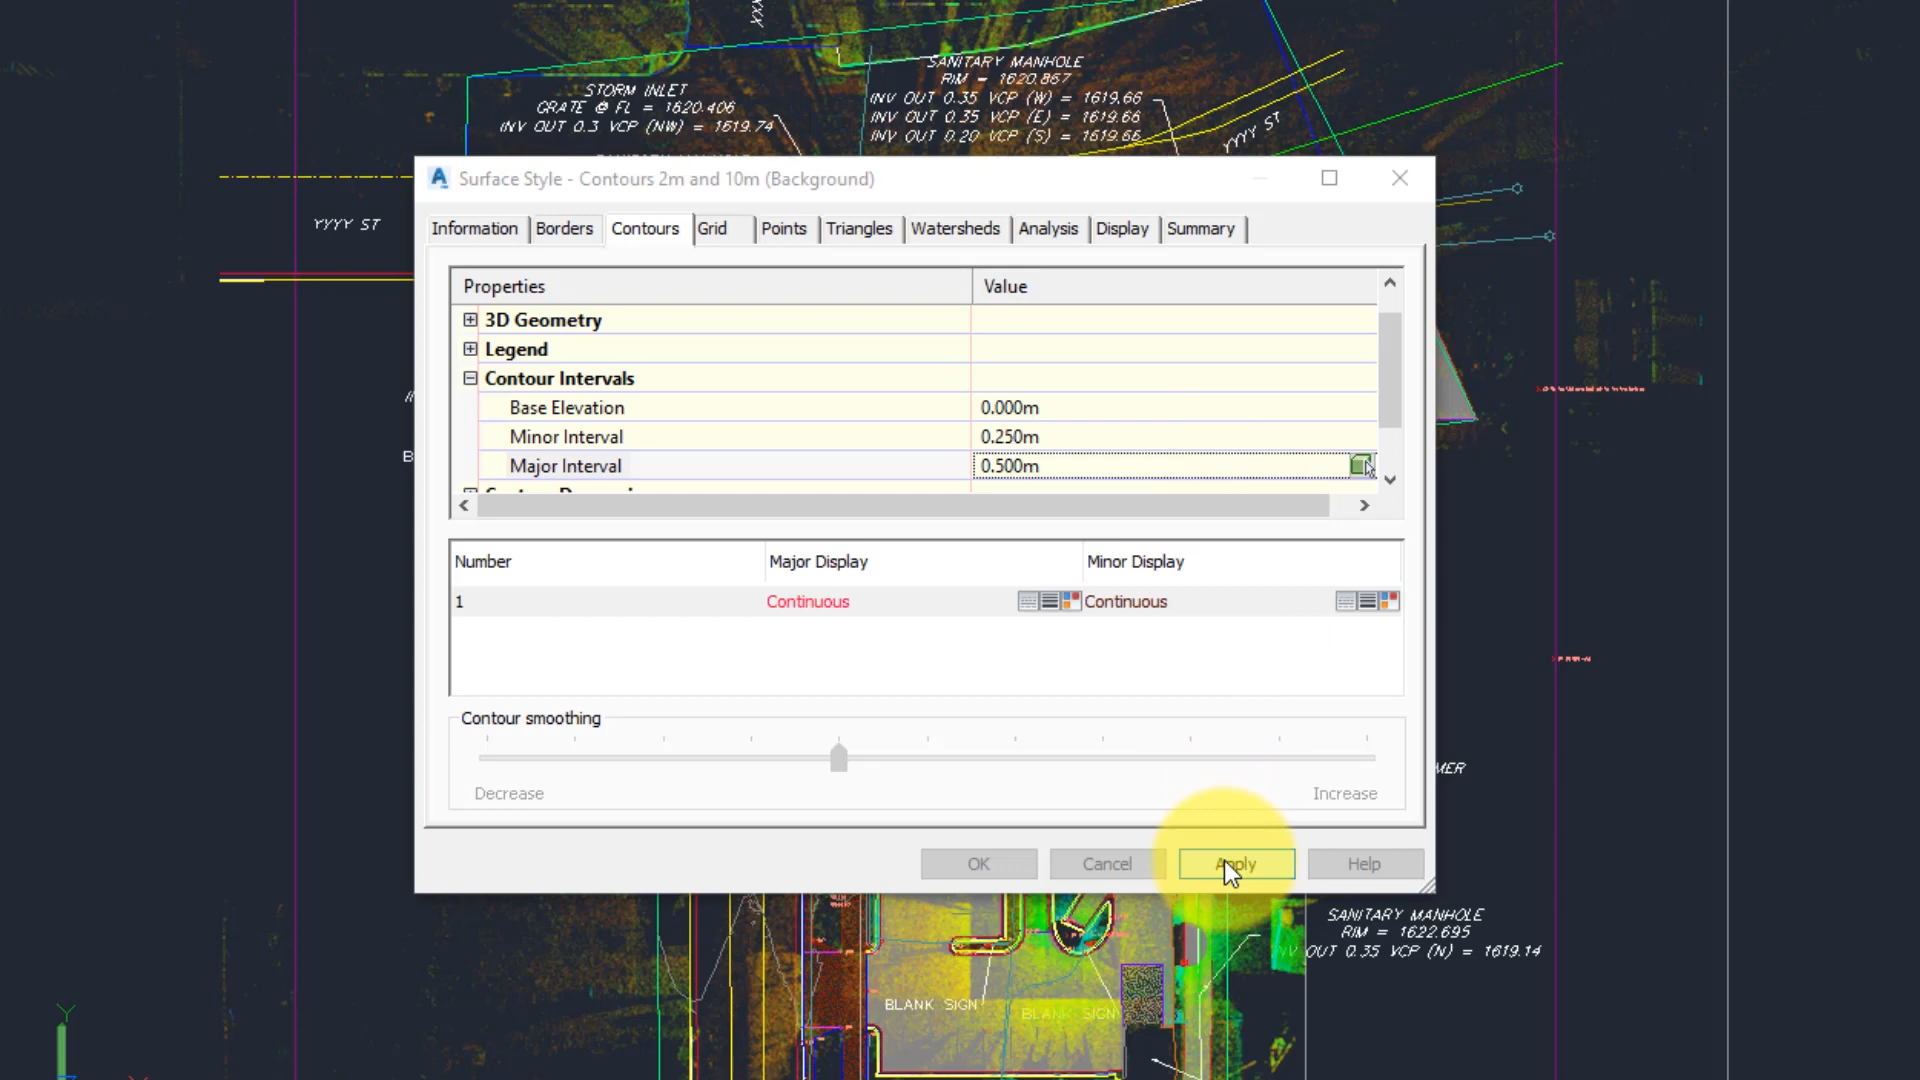 SANITARY MANHOLE
RIM = 1620.867
INV OUT 0.35 VCP (W) = 1619.66
INV OUT 0.35 VCP (E) = 1619.66
INV OUT 0.20 VCP (S) = 1619.66
STORM INLET
GRATE @ FL = 1620.406
INV OUT 0.3 VCP (NW) = 1619.74
YYYY ST
YYYY ST
Surface Style - Contours 2m and 10m (Background)
Information Borders Contours Grid Points Triangles Watersheds Analysis Display Summary
Properties Value
3D Geometry
Legend
Contour Intervals
Base Elevation 0.000m
Minor Interval 0.250m
Major Interval 0.500m
Number Major Display Minor Display
1 Continuous Continuous
Contour smoothing
Decrease Increase
OK Cancel Apply Help
SANITARY MANHOLE
RIM = 1622.695
INV OUT 0.35 VCP (N) = 1619.14
BLANK SIGN
BLANK SIGN
Y